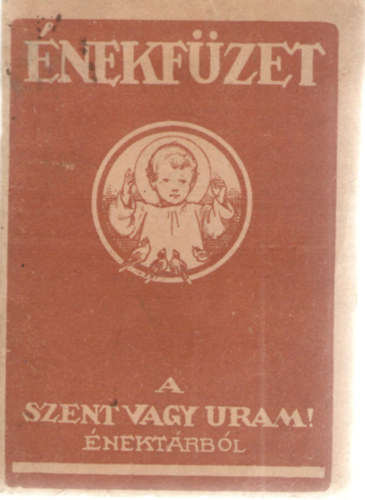 ÉNEKFÜZET
A
SZENT VAGY URAM!
ÉNEKTÁRBÓL